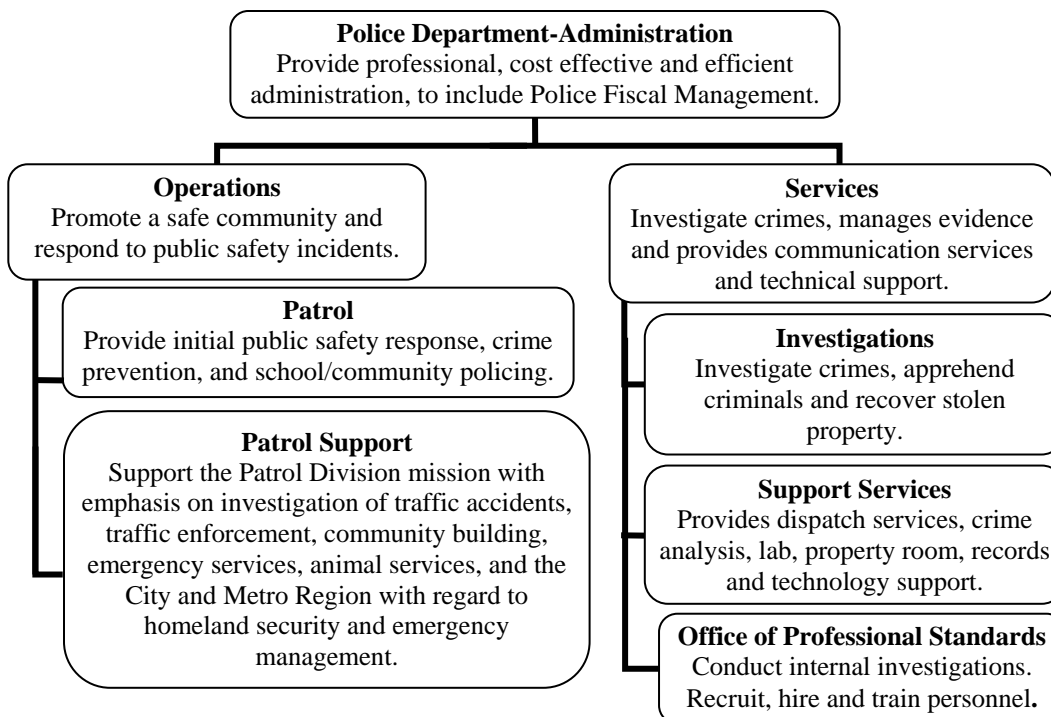 Police Department-Administration
Provide professional, cost effective and efficient
administration, to include Police Fiscal Management.
Operations
Promote a safe community and
respond to public safety incidents.
Patrol
Provide initial public safety response, crime
prevention, and school/community policing.
Patrol Support
Support the Patrol Division mission with
emphasis on investigation of traffic accidents,
traffic enforcement, community building,
emergency services, animal services, and the
City and Metro Region with regard to
homeland security and emergency
management.
Services
Investigate crimes, manages evidence
and provides communication services
and technical support.
Investigations
Investigate crimes, apprehend
criminals and recover stolen
property.
Support Services
Provides dispatch services, crime
analysis, lab, property room, records
and technology support.
Office of Professional Standards
Conduct internal investigations.
Recruit, hire and train personnel.